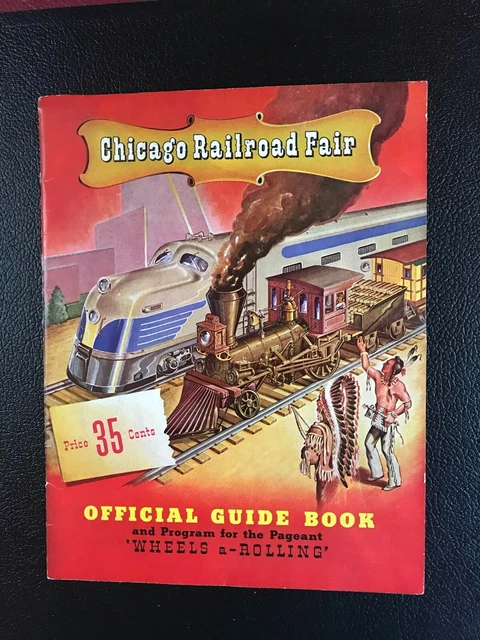 Chicago Railroad Fair
Price 35 Cents
OFFICIAL GUIDE BOOK
and Program for the Pageant
'WHEELS a-ROLLING'